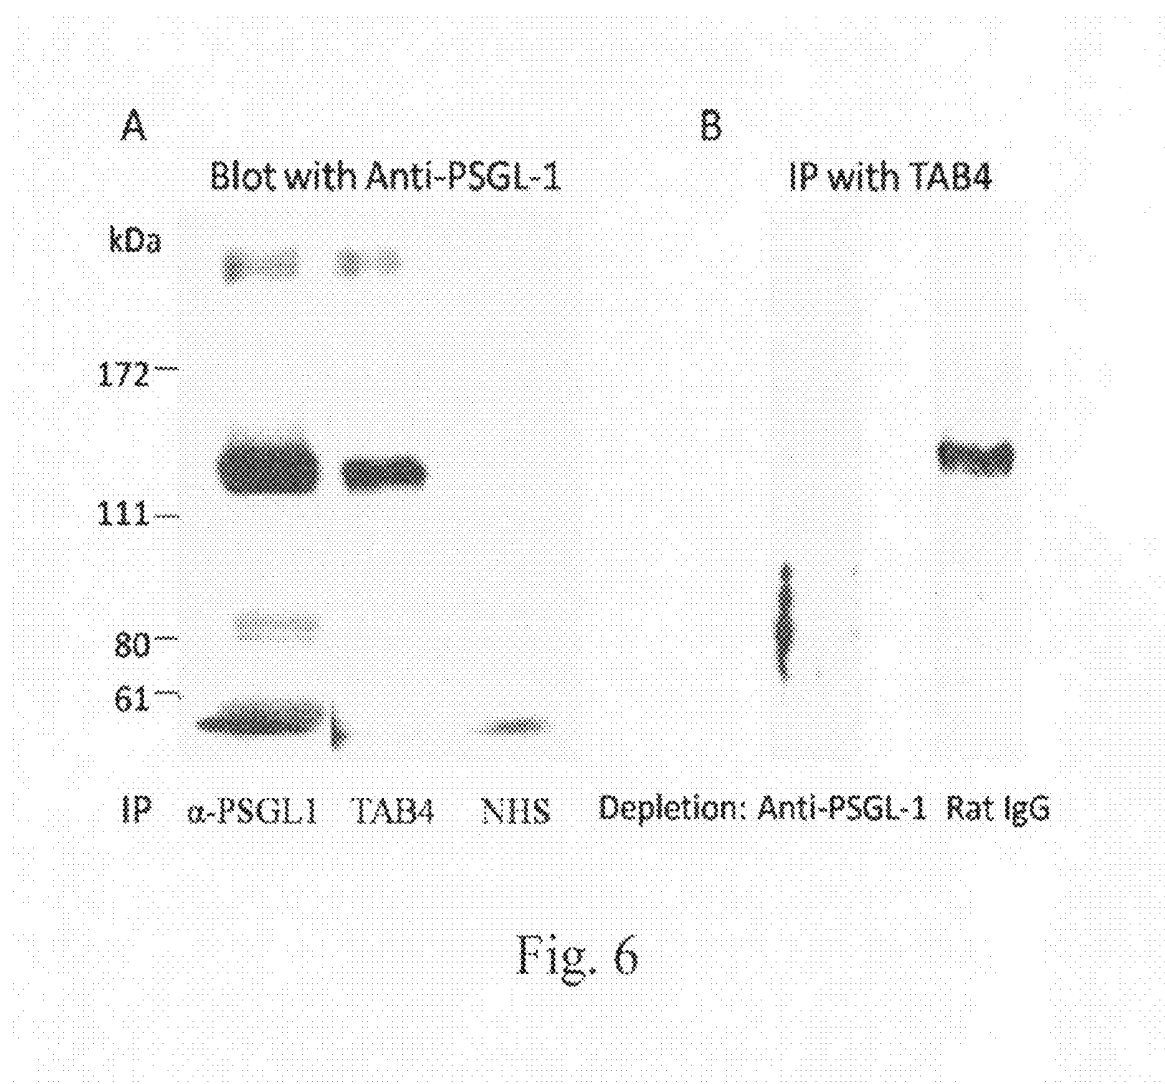 A
B
Blot with Anti-PSGL-1
IP with TAB4
kDa
172
111
80
61
IP α-PSGL1 TAB4 NHS
Depletion: Anti-PSGL-1 Rat IgG
Fig. 6